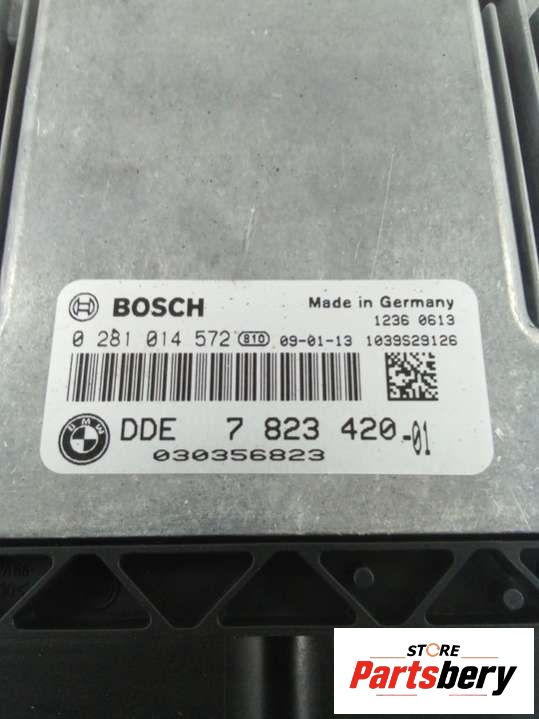 BOSCH
Made in Germany
1236 0613
0 281 014 572 810 09-01-13 1039S29126
BMW
DDE 7 823 420-01
030356823
STORE
Partsbery